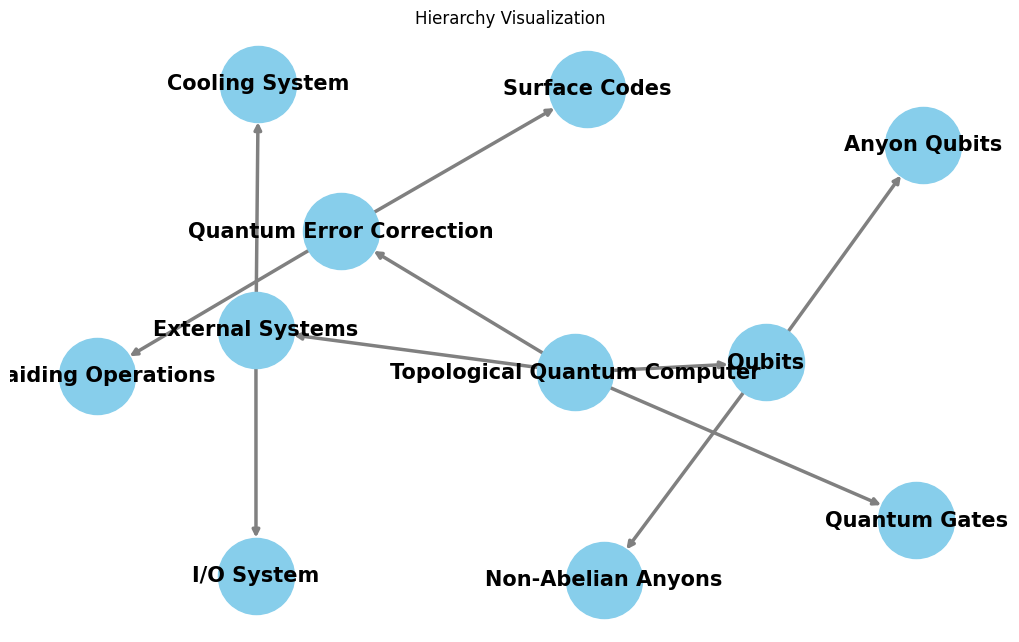 Hierarchy Visualization
Cooling System
Surface Codes
Anyon Qubits
Quantum Error Correction
External Systems
Qubits
Topological Quantum Computer
aiding Operations
Quantum Gates
I/O System
Non-Abelian Anyons